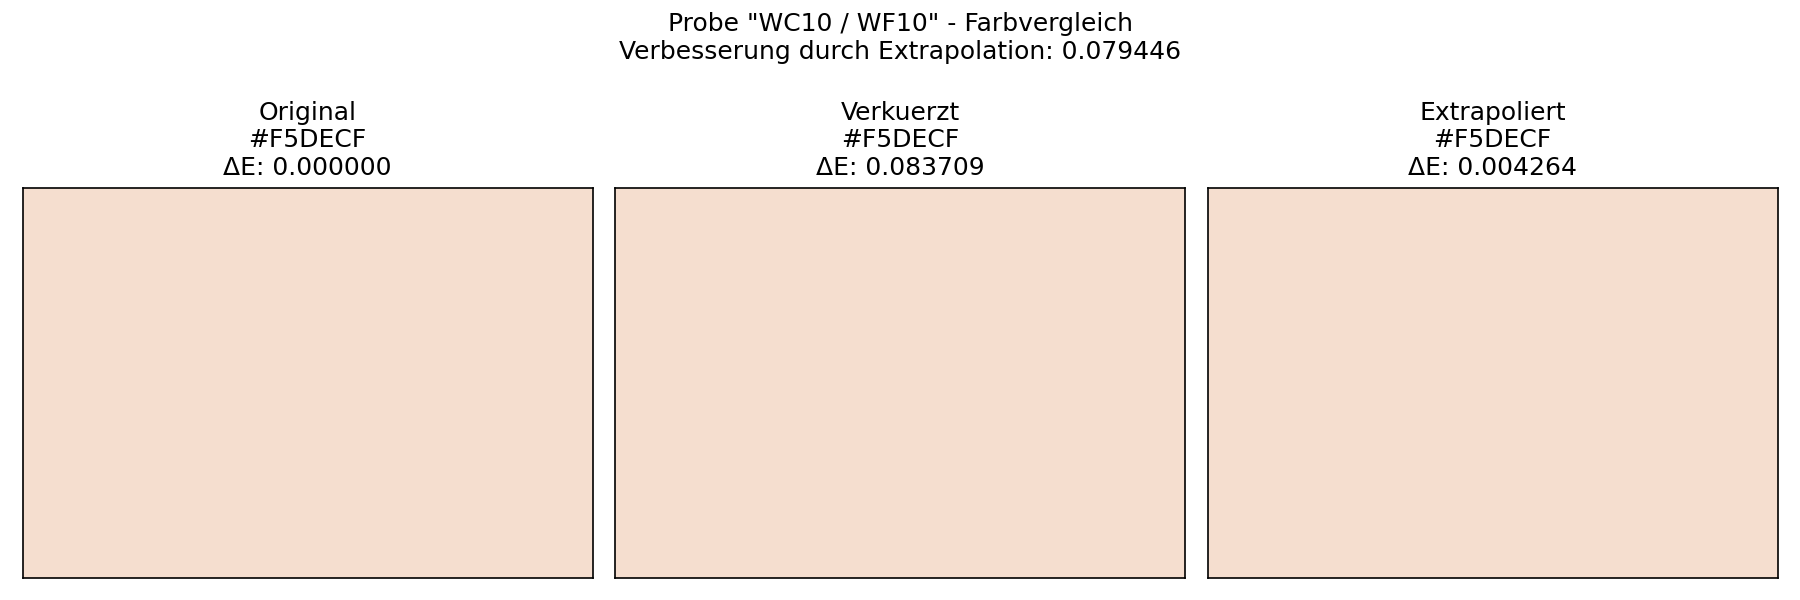 Probe "WC10 / WF10" - Farbvergleich
Verbesserung durch Extrapolation: 0.079446
Original
#F5DECF
ΔE: 0.000000
Verkuerzt
#F5DECF
ΔE: 0.083709
Extrapoliert
#F5DECF
ΔE: 0.004264